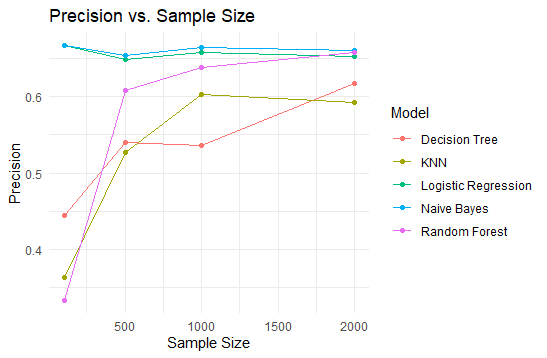 Precision vs. Sample Size
Precision
0.6
0.5
0.4
500 1000 1500 2000
Sample Size
Model
Decision Tree
KNN
Logistic Regression
Naive Bayes
Random Forest